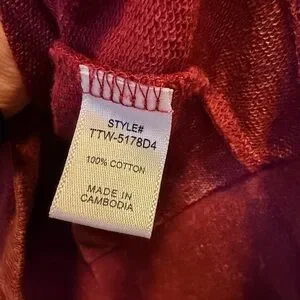 STYLE#
TTW-5178D4
100% COTTON
MADE IN
CAMBODIA